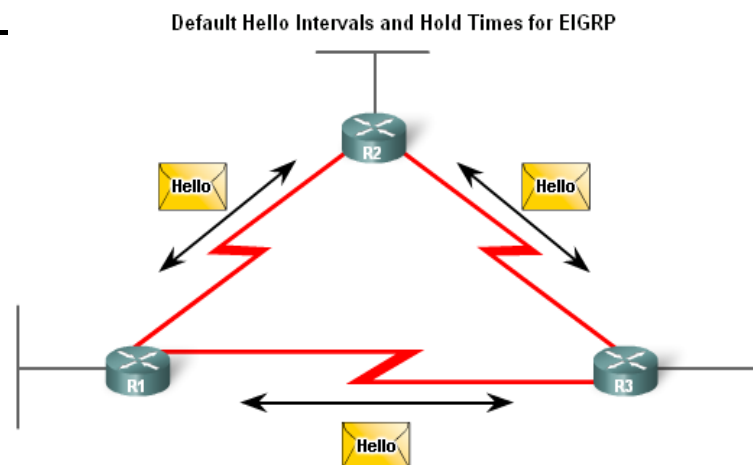 Default Hello Intervals and Hold Times for EIGRP
R2
Hello
Hello
R1
R3
Hello